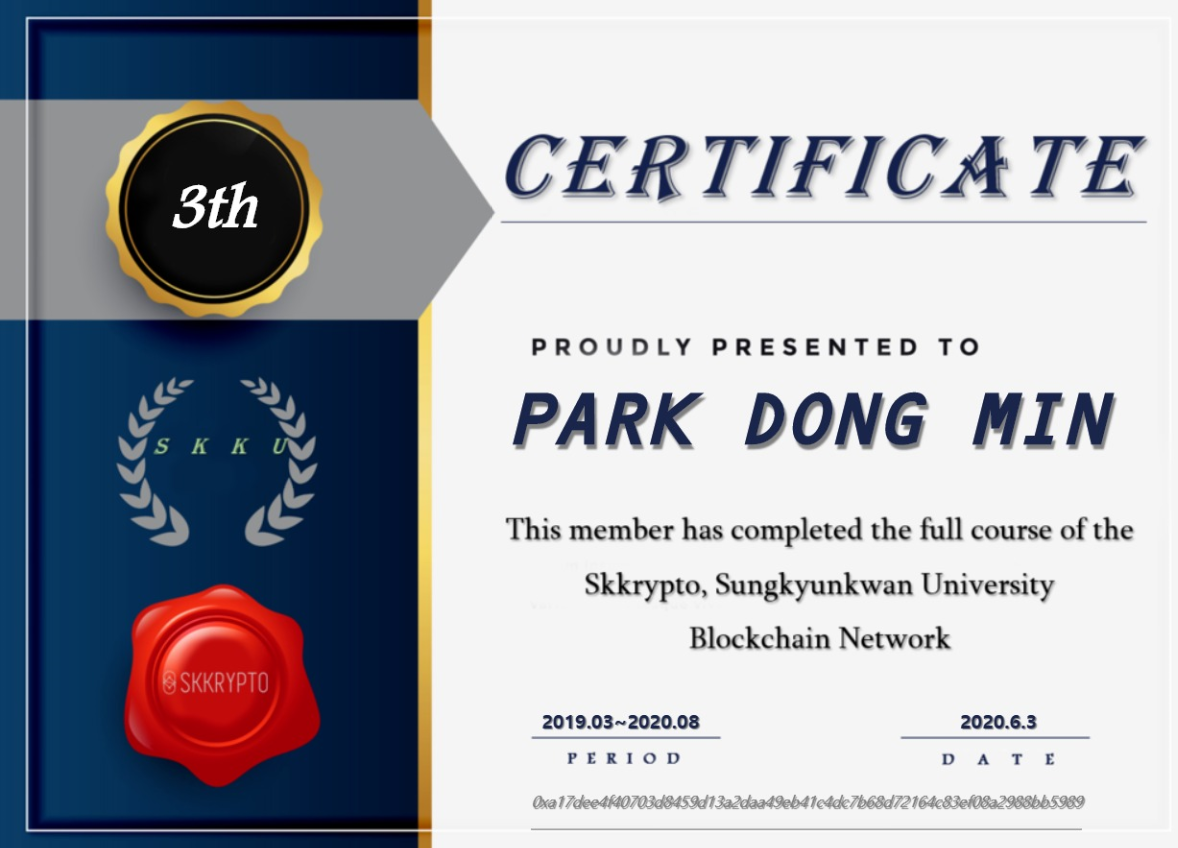 3th
CERTIFICATE
PROUDLY PRESENTED TO
PARK DONG MIN
S K K U
This member has completed the full course of the
Skkrypto, Sungkyunkwan University
Blockchain Network
SKKRYPTO
2019.03~2020.08
2020.6.3
PERIOD
DATE
0xa17dee4f40703d8459d13a2daa49eb41c4dc7b68d72164c83ef08a2988bb5989